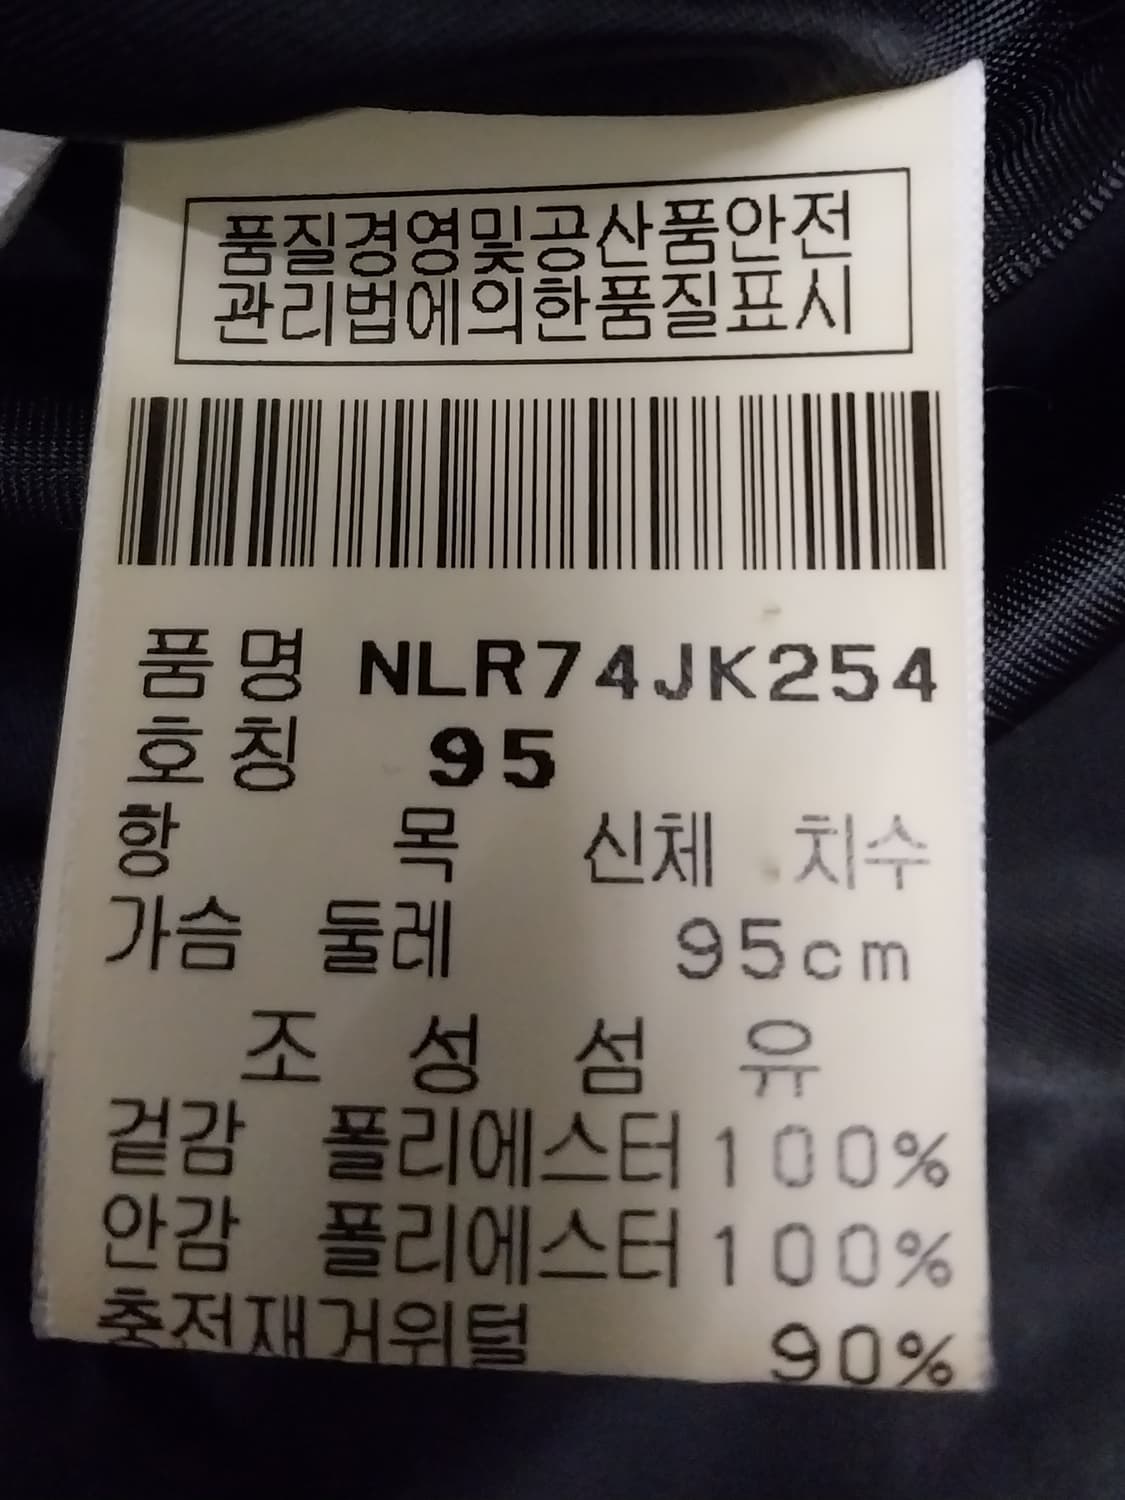 품질경영및공산품안전
관리법에의한품질표시
품명 NLR74JK254
호칭 95
항 목 신체 치수
가슴 둘레 95cm
조 성 섬 유
겉감 폴리에스터 100%
안감 폴리에스터 100%
충전재거위털 90%